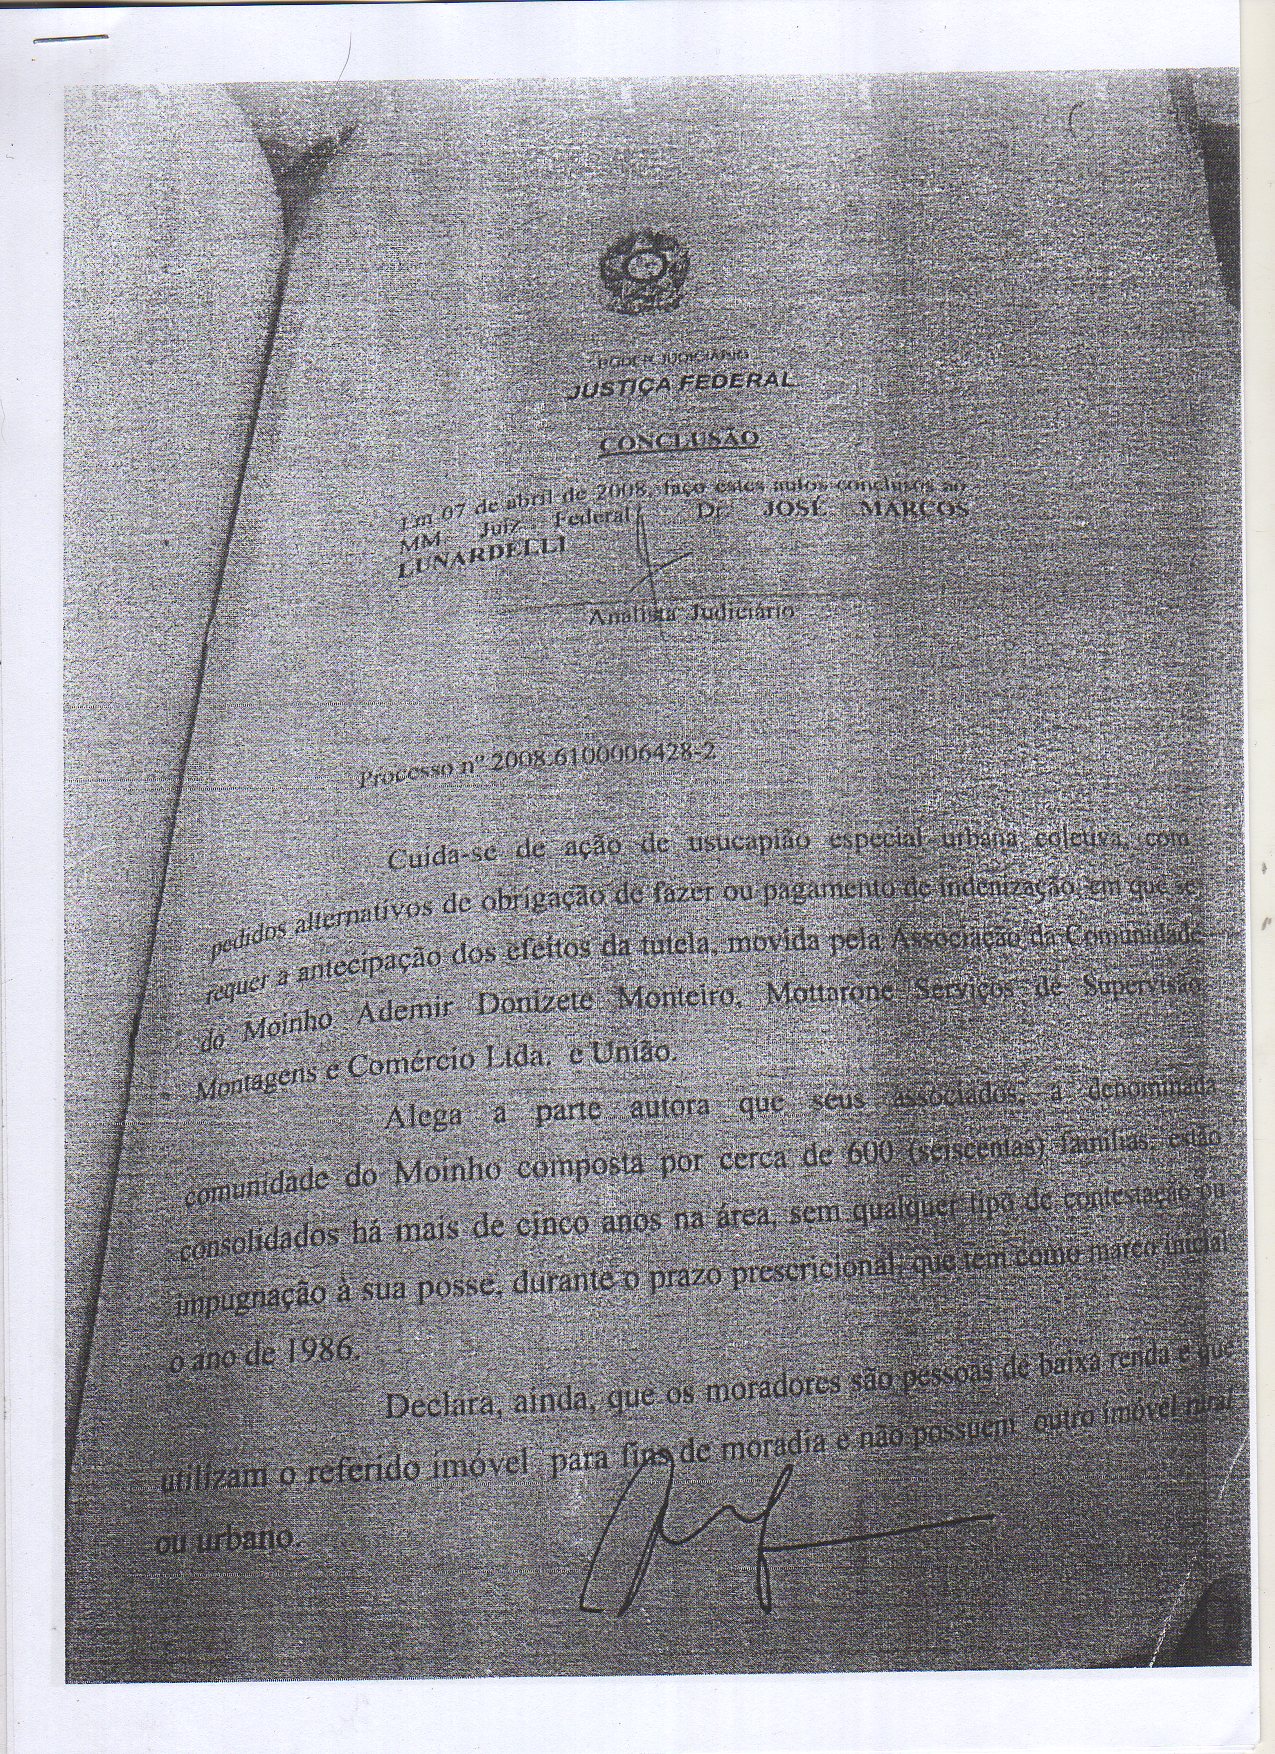 PODER JUDICIÁRIO
JUSTIÇA FEDERAL
CONCLUSÃO
Em 07 de abril de 2008, faço estes autos conclusos ao
MM Juiz Federal Dr. JOSÉ MARCOS
LUNARDELLI
Analista Judiciário
Processo nº 2008.6100006428-2
Cuida-se de ação de usucapião especial urbana coletiva, com
pedidos alternativos de obrigação de fazer ou pagamento de indenização, em que se
requer a antecipação dos efeitos da tutela, movida pela Associação da Comunidade
do Moinho Ademir Donizete Monteiro, Mottarone Serviços de Supervisão
Montagens e Comércio Ltda. e União.
Alega a parte autora que seus associados, a denominada
comunidade do Moinho composta por cerca de 600 (seiscentas) famílias, estão
consolidados há mais de cinco anos na área, sem qualquer tipo de contestação ou
impugnação à sua posse, durante o prazo prescricional, que tem como marco inicial
o ano de 1986.
Declara, ainda, que os moradores são pessoas de baixa renda e que
utilizam o referido imóvel para fins de moradia e não possuem outro imóvel rural
ou urbano.